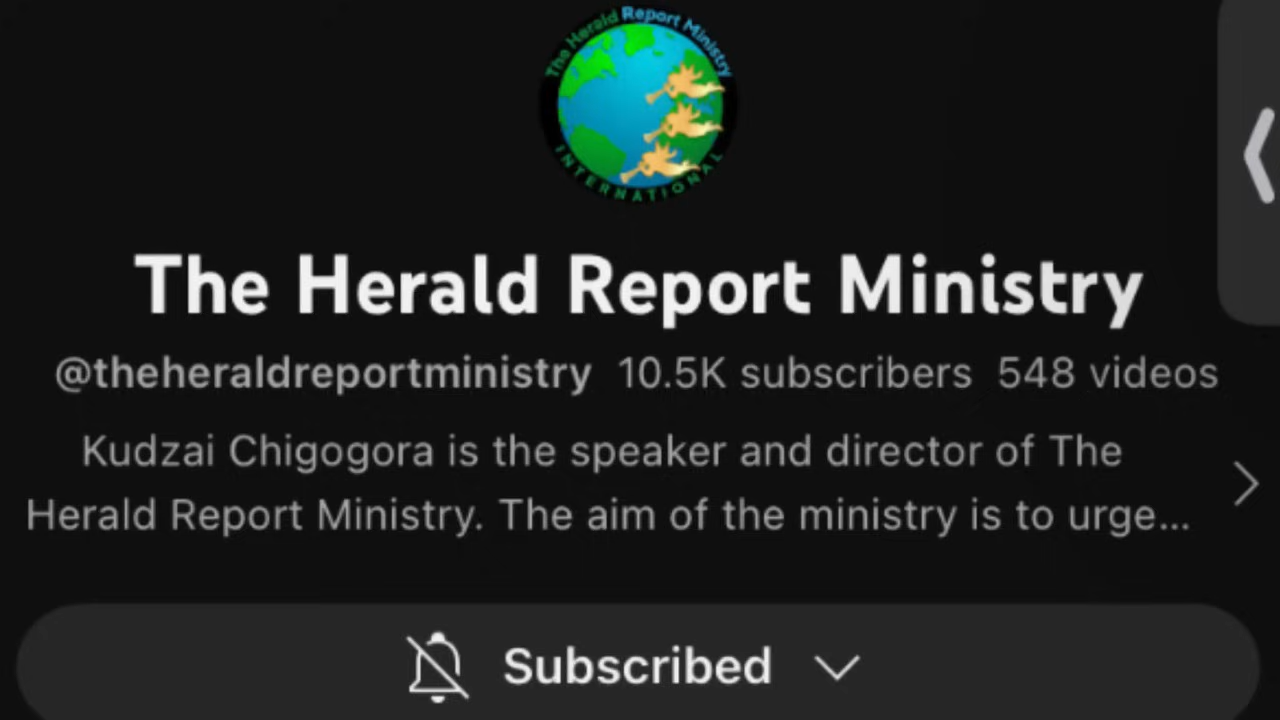 The Herald Report Ministry
INTERNATIONAL
The Herald Report Ministry
@theheraldreportministry 10.5K subscribers 548 videos
Kudzai Chigogora is the speaker and director of The
Herald Report Ministry. The aim of the ministry is to urge...
Subscribed